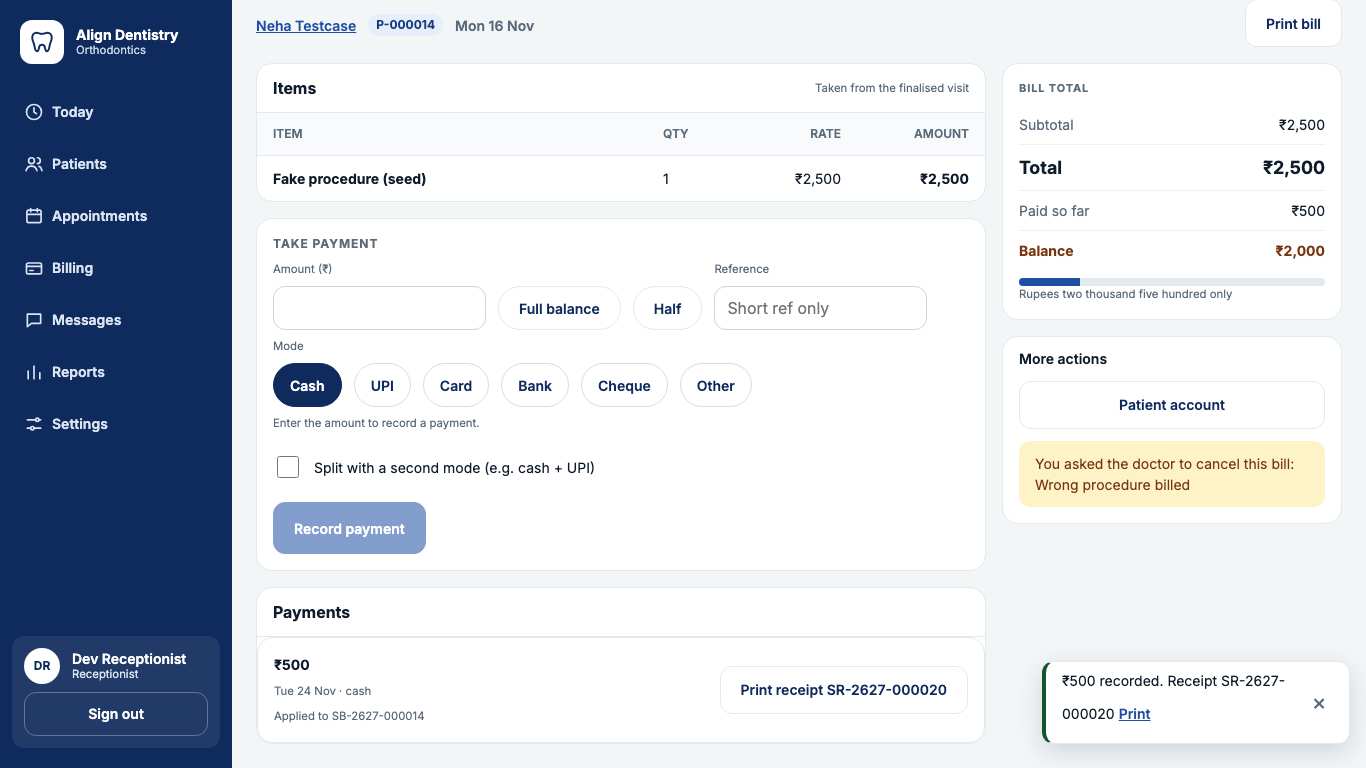 Align Dentistry
Orthodontics
Today
Patients
Appointments
Billing
Messages
Reports
Settings
DR
Dev Receptionist
Receptionist
Sign out
Neha Testcase P-000014 Mon 16 Nov
Print bill
Items
Taken from the finalised visit
ITEM QTY RATE AMOUNT
Fake procedure (seed) 1 ₹2,500 ₹2,500
TAKE PAYMENT
Amount (₹) Reference
Full balance Half Short ref only
Mode
Cash UPI Card Bank Cheque Other
Enter the amount to record a payment.
Split with a second mode (e.g. cash + UPI)
Record payment
Payments
₹500
Tue 24 Nov · cash
Applied to SB-2627-000014
Print receipt SR-2627-000020
BILL TOTAL
Subtotal ₹2,500
Total ₹2,500
Paid so far ₹500
Balance ₹2,000
Rupees two thousand five hundred only
More actions
Patient account
You asked the doctor to cancel this bill:
Wrong procedure billed
₹500 recorded. Receipt SR-2627-
000020 Print